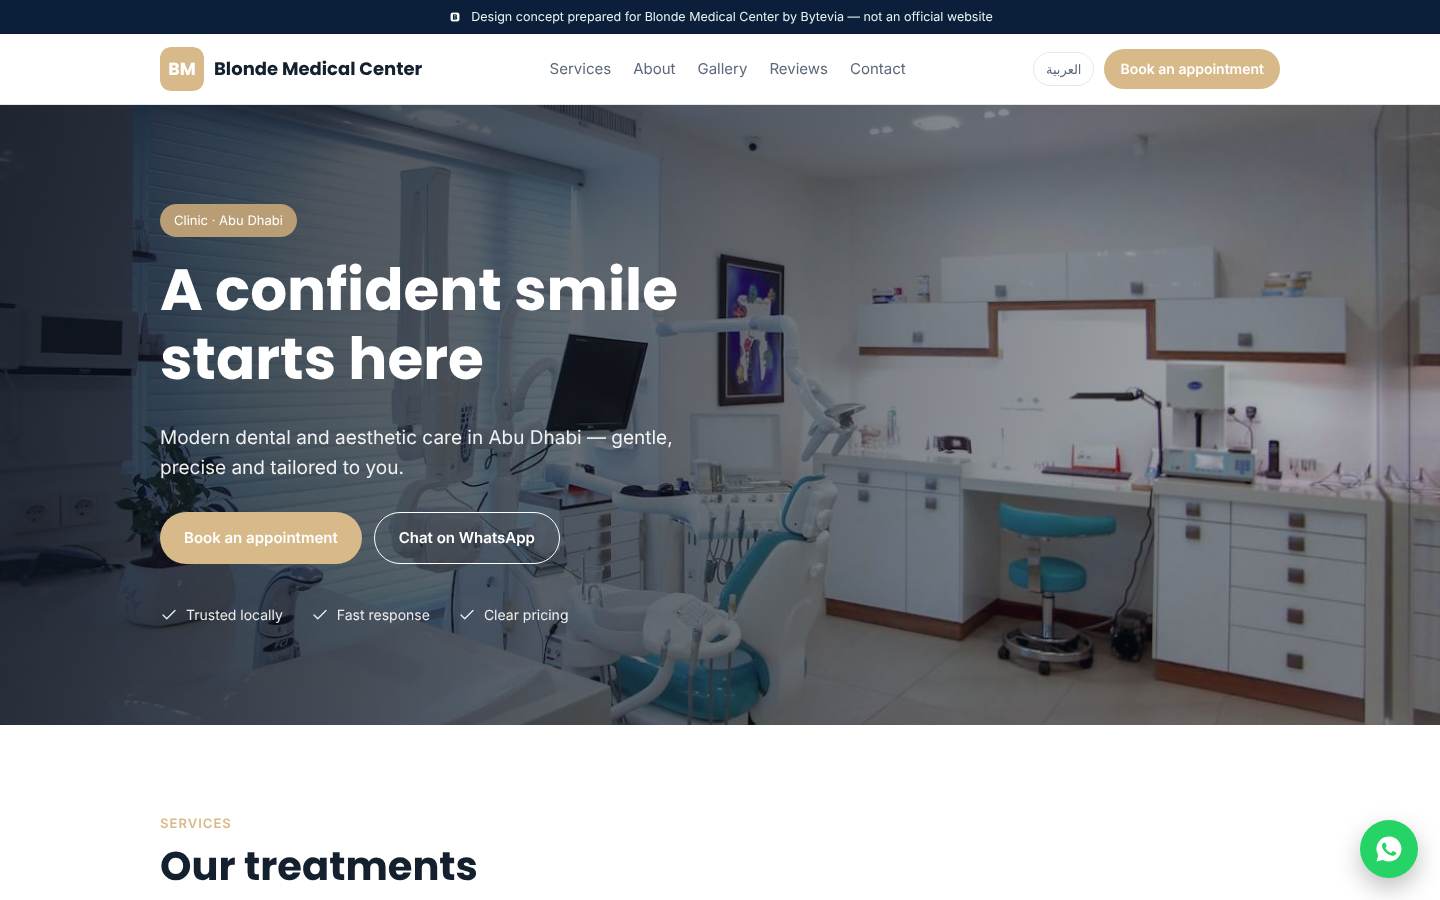 Design concept prepared for Blonde Medical Center by Bytevia — not an official website
BM Blonde Medical Center
Services About Gallery Reviews Contact
العربية
Book an appointment
Clinic · Abu Dhabi
A confident smile
starts here
Modern dental and aesthetic care in Abu Dhabi — gentle,
precise and tailored to you.
Book an appointment Chat on WhatsApp
Trusted locally Fast response Clear pricing
SERVICES
Our treatments